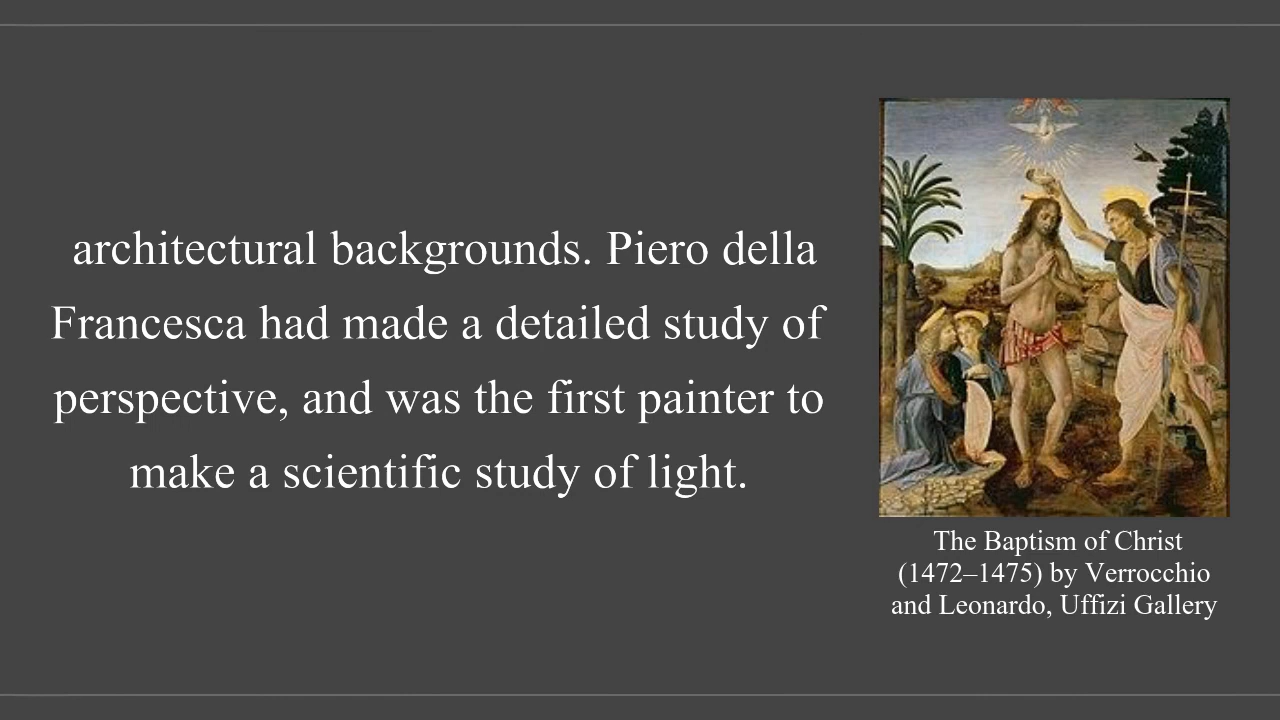 architectural backgrounds. Piero della
Francesca had made a detailed study of
perspective, and was the first painter to
make a scientific study of light.
The Baptism of Christ
(1472–1475) by Verrocchio
and Leonardo, Uffizi Gallery